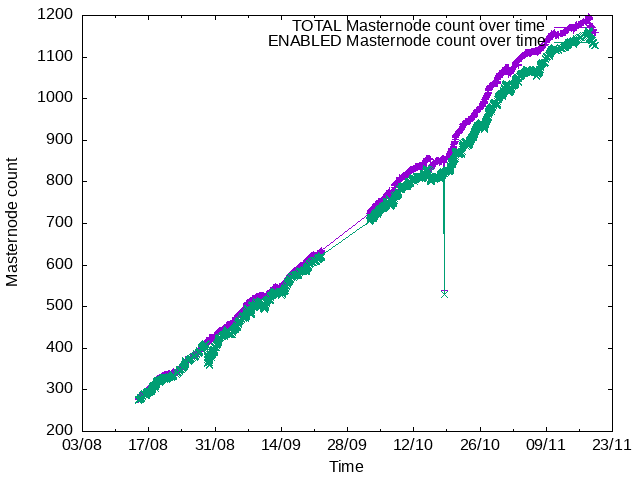 TOTAL Masternode count over time
ENABLED Masternode count over time
1200
1100
1000
900
800
700
600
500
400
300
200
Masternode count
03/08 17/08 31/08 14/09 28/09 12/10 26/10 09/11 23/11
Time